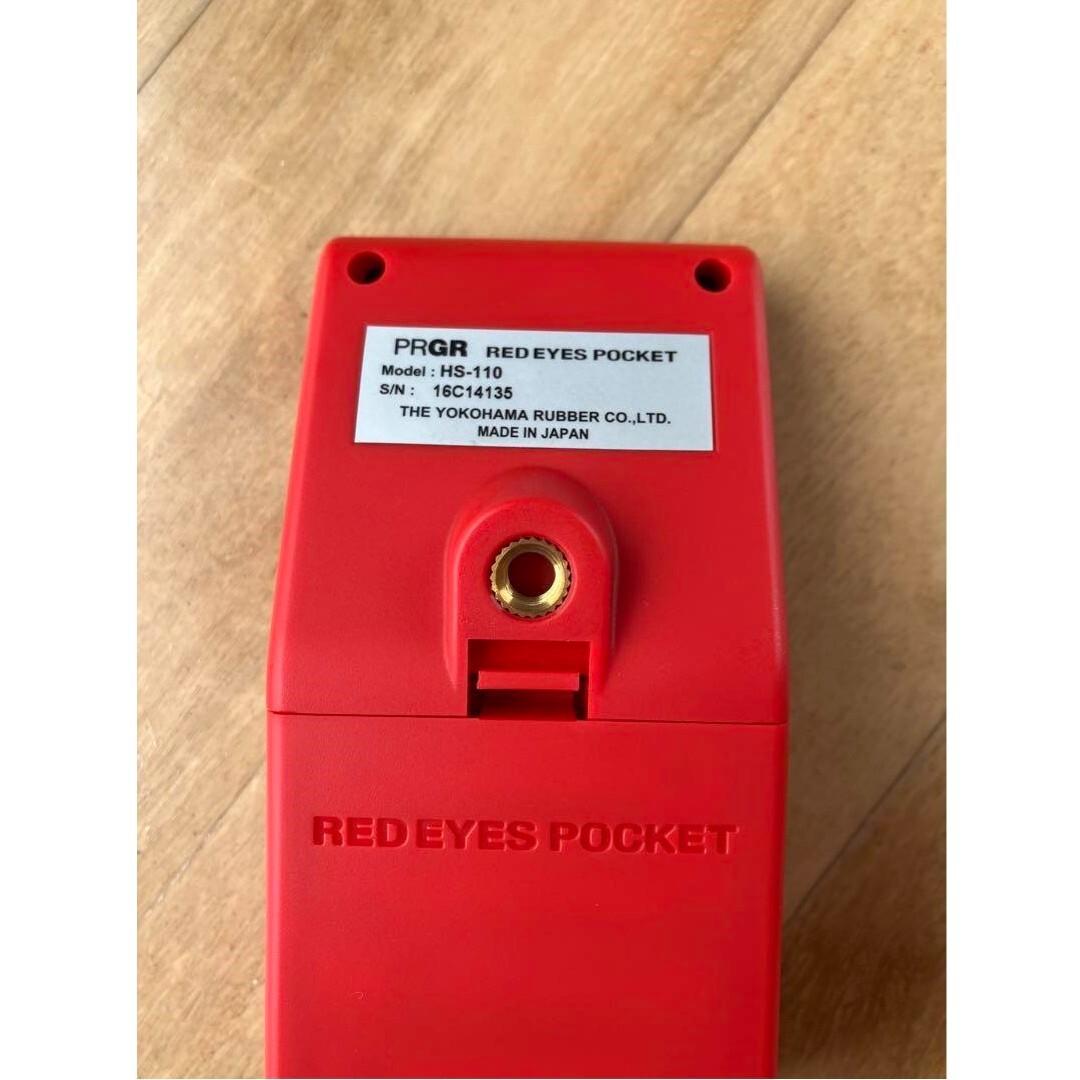 PRGR RED EYES POCKET
Model : HS-110
S/N : 16C14135
THE YOKOHAMA RUBBER CO.,LTD.
MADE IN JAPAN
RED EYES POCKET